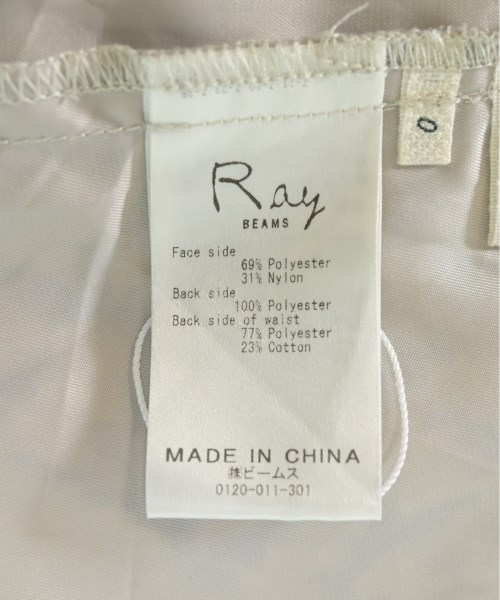 Ray
BEAMS
Face side
69% Polyester
31% Nylon
Back side
100% Polyester
Back side of waist
77% Polyester
23% Cotton
MADE IN CHINA
㈱ビームス
0120-011-301
0